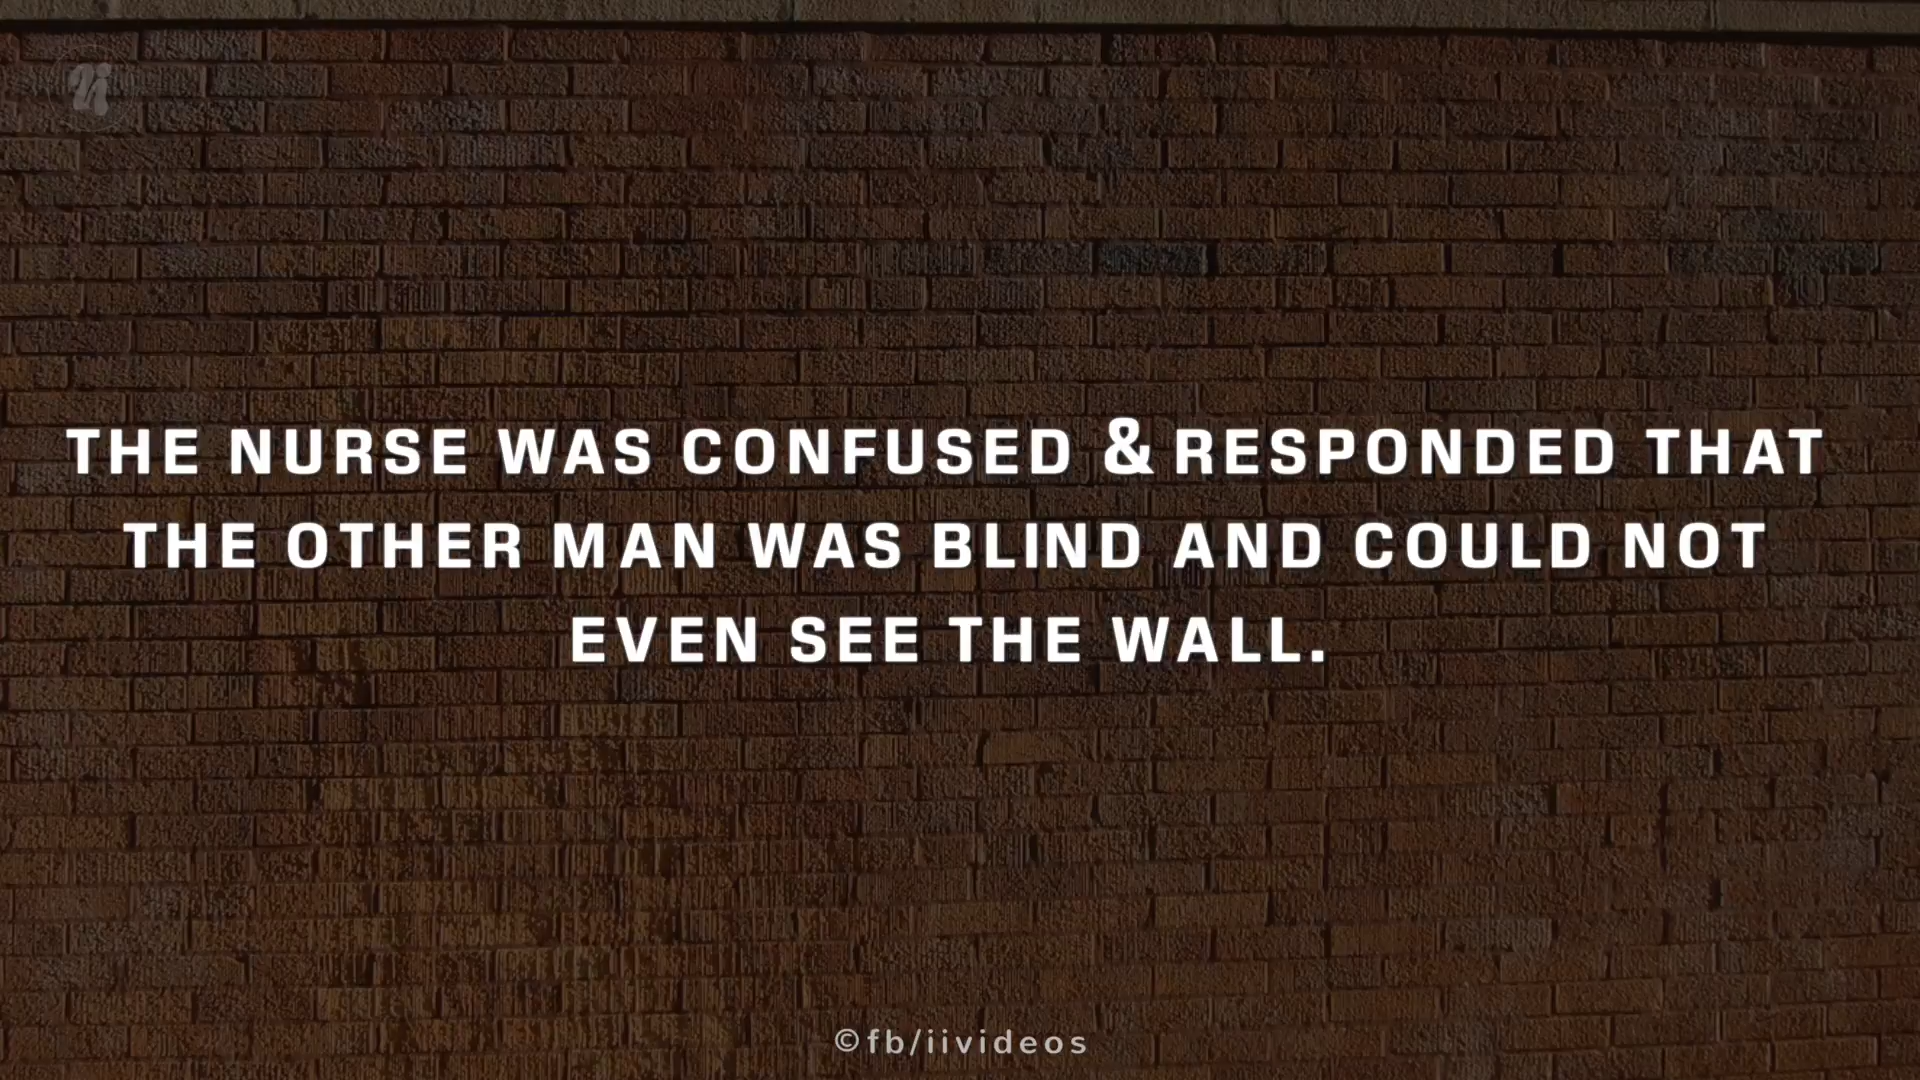 THE NURSE WAS CONFUSED & RESPONDED THAT
THE OTHER MAN WAS BLIND AND COULD NOT
EVEN SEE THE WALL.
©fb/iivideos